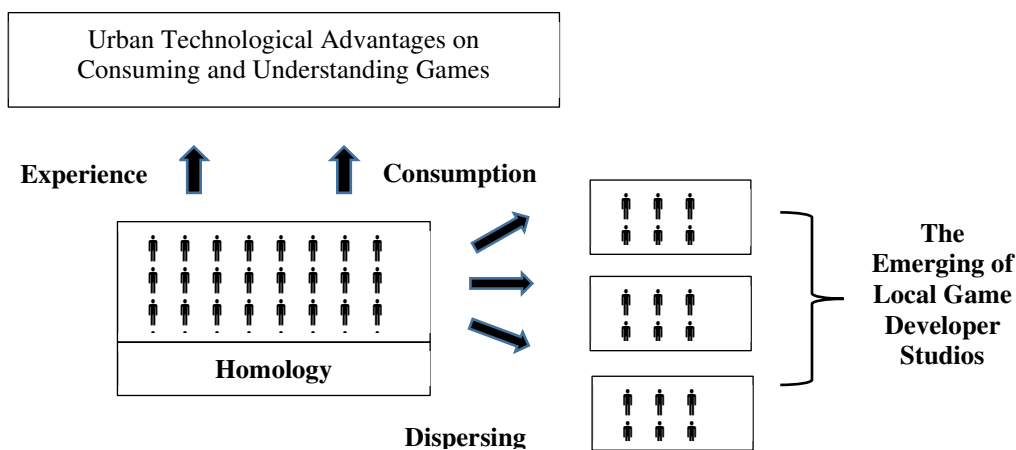 Urban Technological Advantages on
Consuming and Understanding Games
Experience
Consumption
Homology
Dispersing
The
Emerging of
Local Game
Developer
Studios